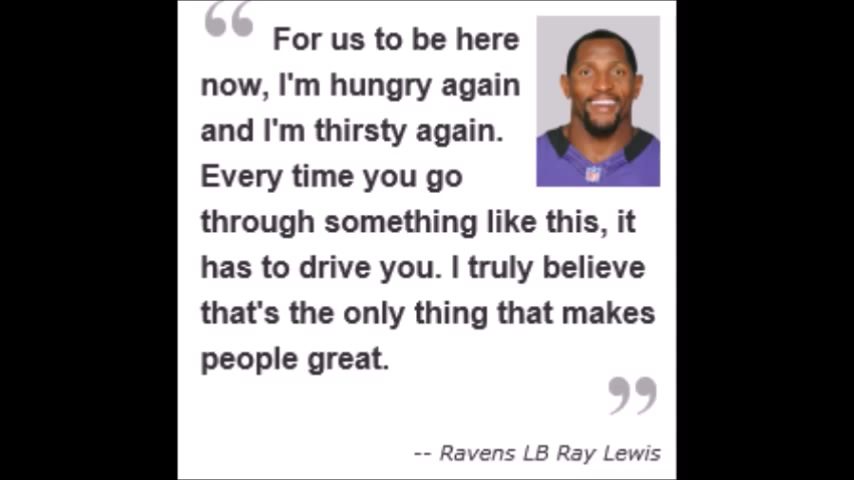 “ For us to be here
now, I'm hungry again
and I'm thirsty again.
Every time you go
through something like this, it
has to drive you. I truly believe
that's the only thing that makes
people great.
”
-- Ravens LB Ray Lewis